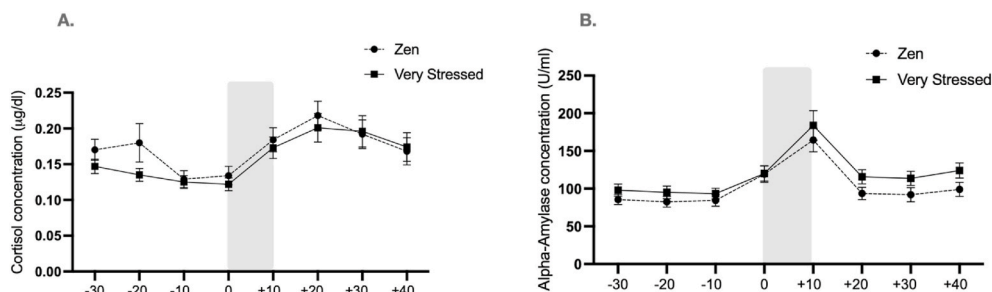 A.
Zen
Very Stressed
Cortisol concentration (µg/dl)
0.25
0.20
0.15
0.10
0.05
0.00
-30 -20 -10 0 +10 +20 +30 +40
B.
Zen
Very Stressed
Alpha-Amylase concentration (U/ml)
250
200
150
100
50
0
-30 -20 -10 0 +10 +20 +30 +40